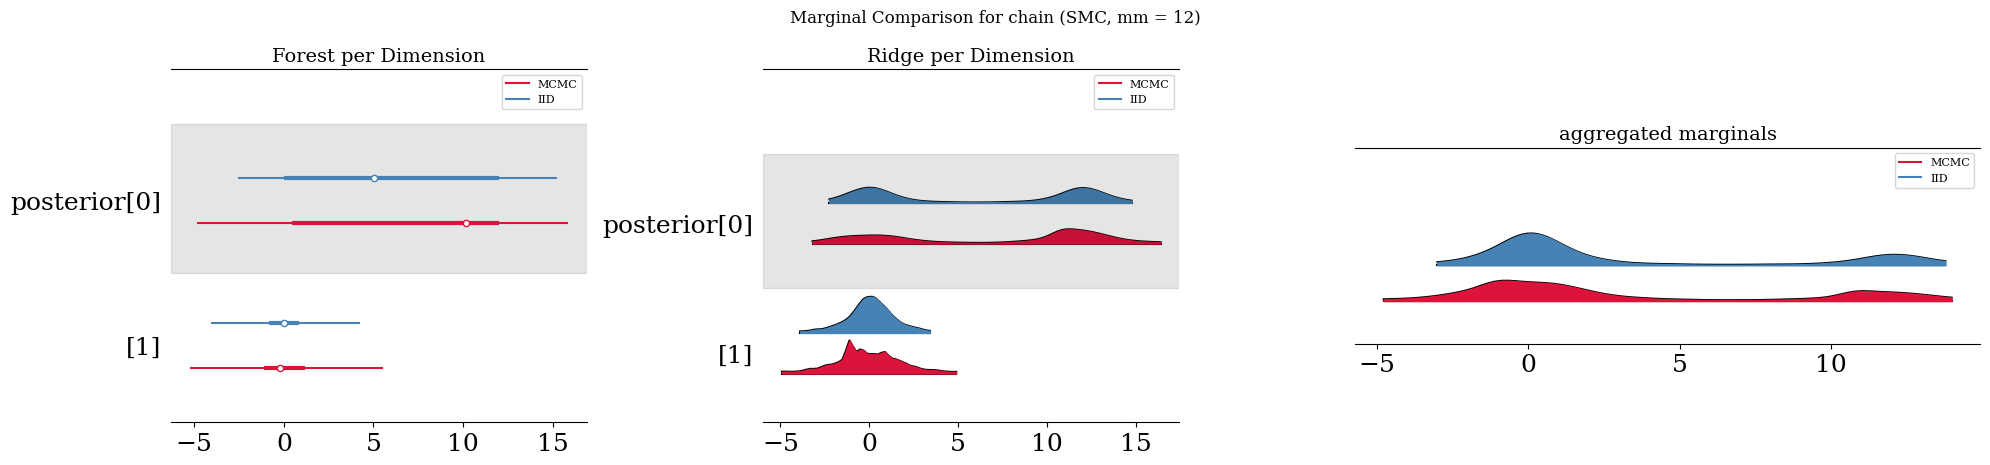 Marginal Comparison for chain (SMC, mm = 12)
Forest per Dimension
MCMC
IID
posterior[0]
[1]
−5 0 5 10 15
Ridge per Dimension
MCMC
IID
posterior[0]
[1]
−5 0 5 10 15
aggregated marginals
MCMC
IID
−5 0 5 10